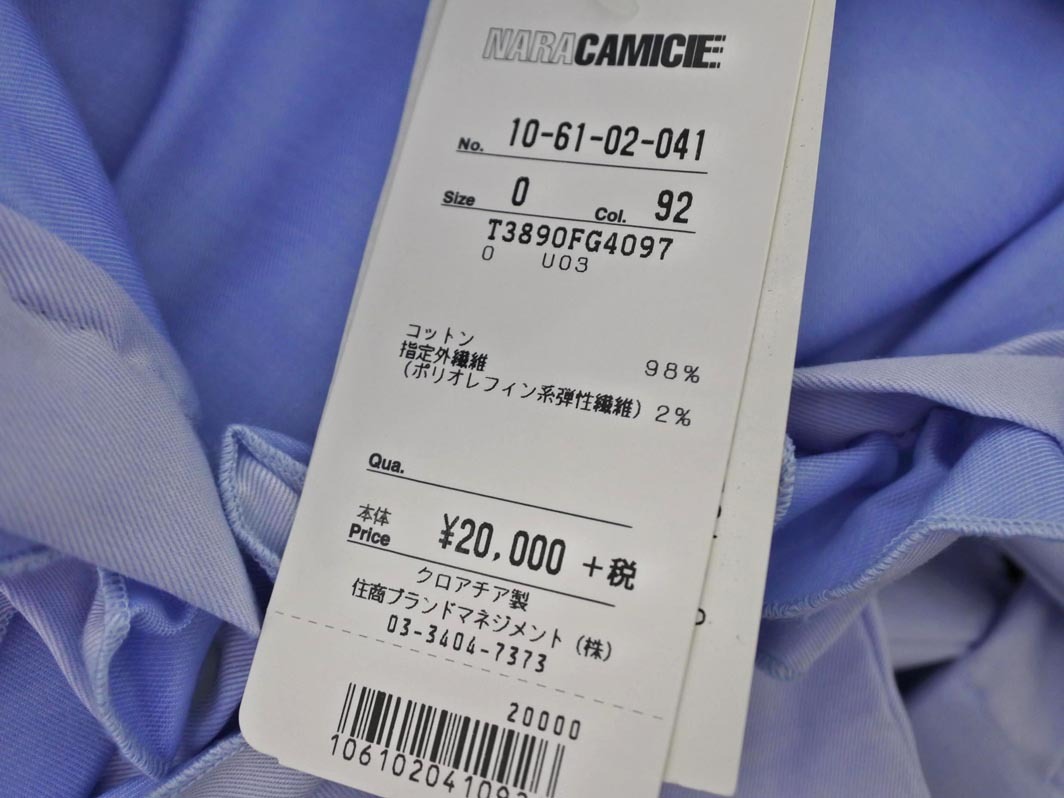 NARACAMICIE
No. 10-61-02-041
Size 0 Col. 92
T3890FG4097
0 U03
コットン 98%
指定外繊維
(ポリオレフィン系弾性繊維) 2%
Qua.
本体
Price ¥20,000 +税
クロアチア製
住商ブランドマネジメント(株)
03-3404-7373
20000
106102041092